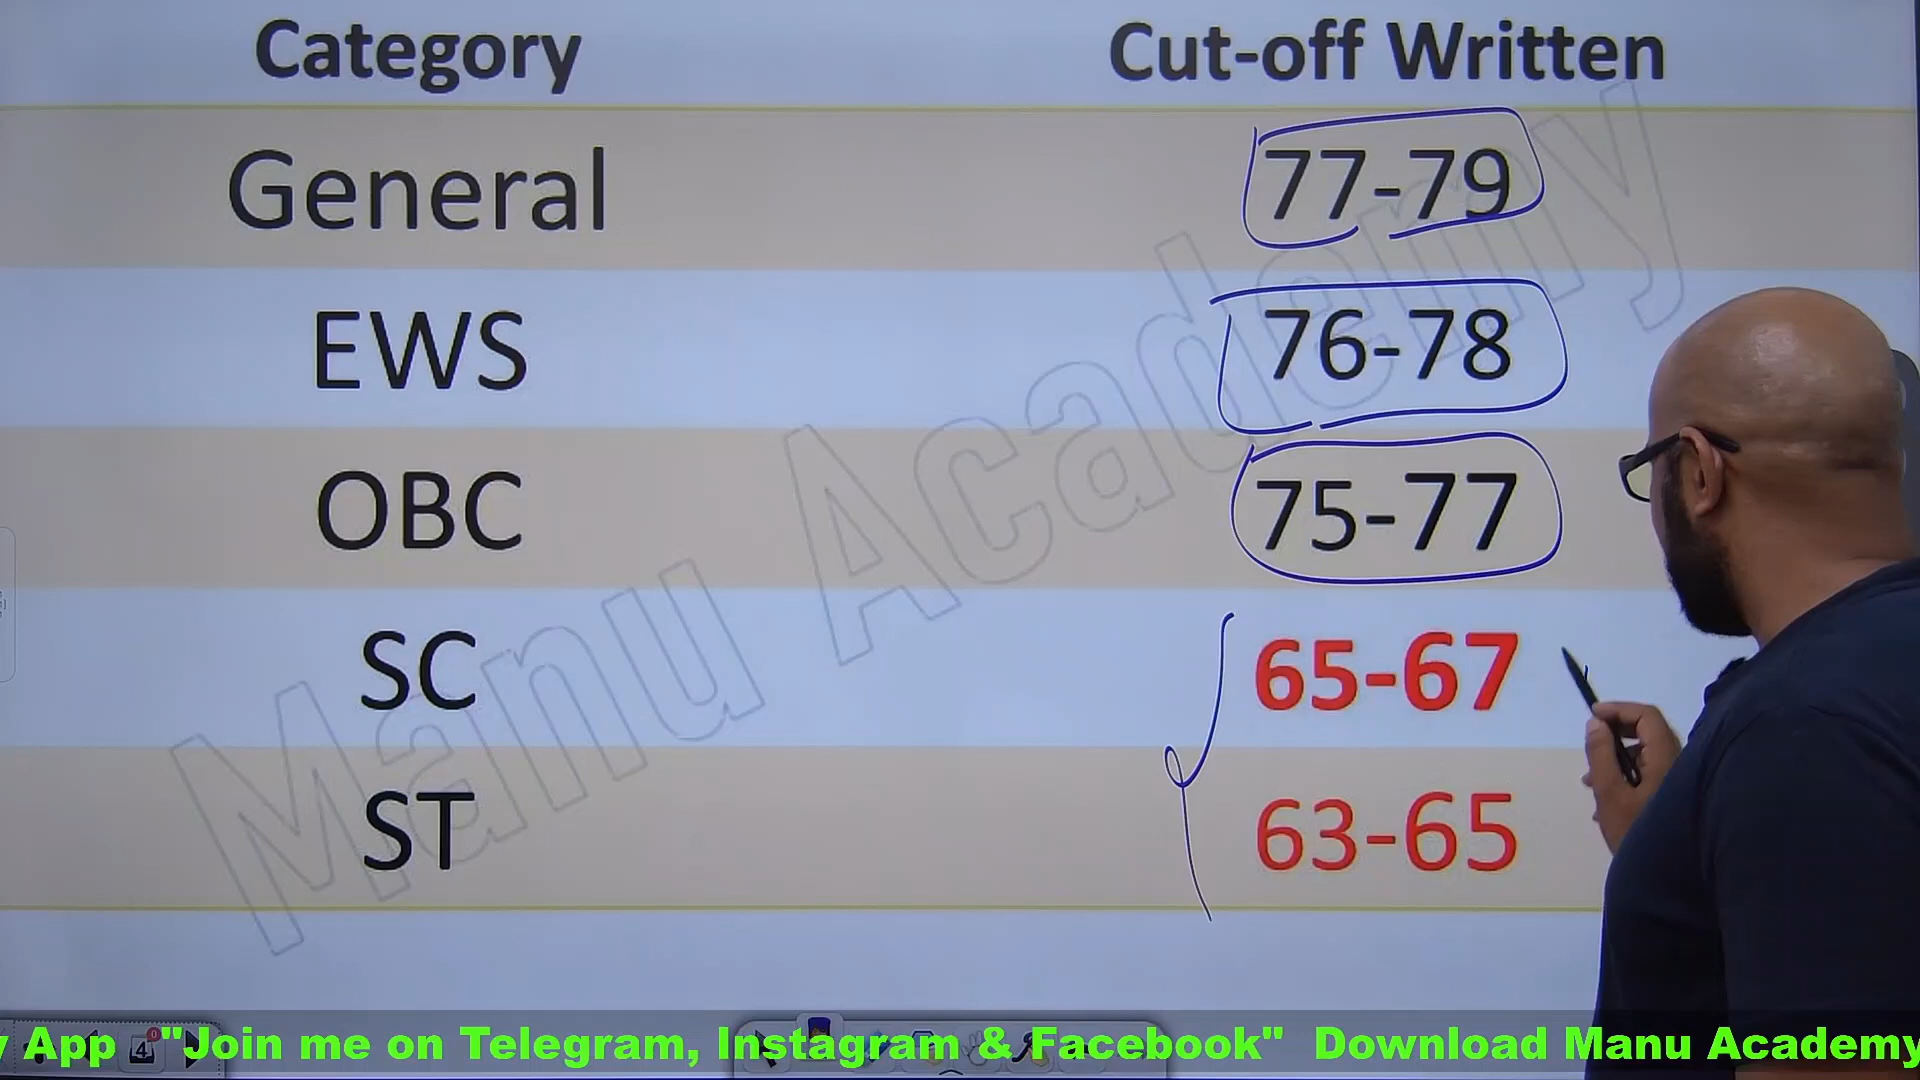 Category Cut-off Written
General 77-79
EWS 76-78
OBC 75-77
SC 65-67
ST 63-65
Manu Academy
App "Join me on Telegram, Instagram & Facebook" Download Manu Academy
4